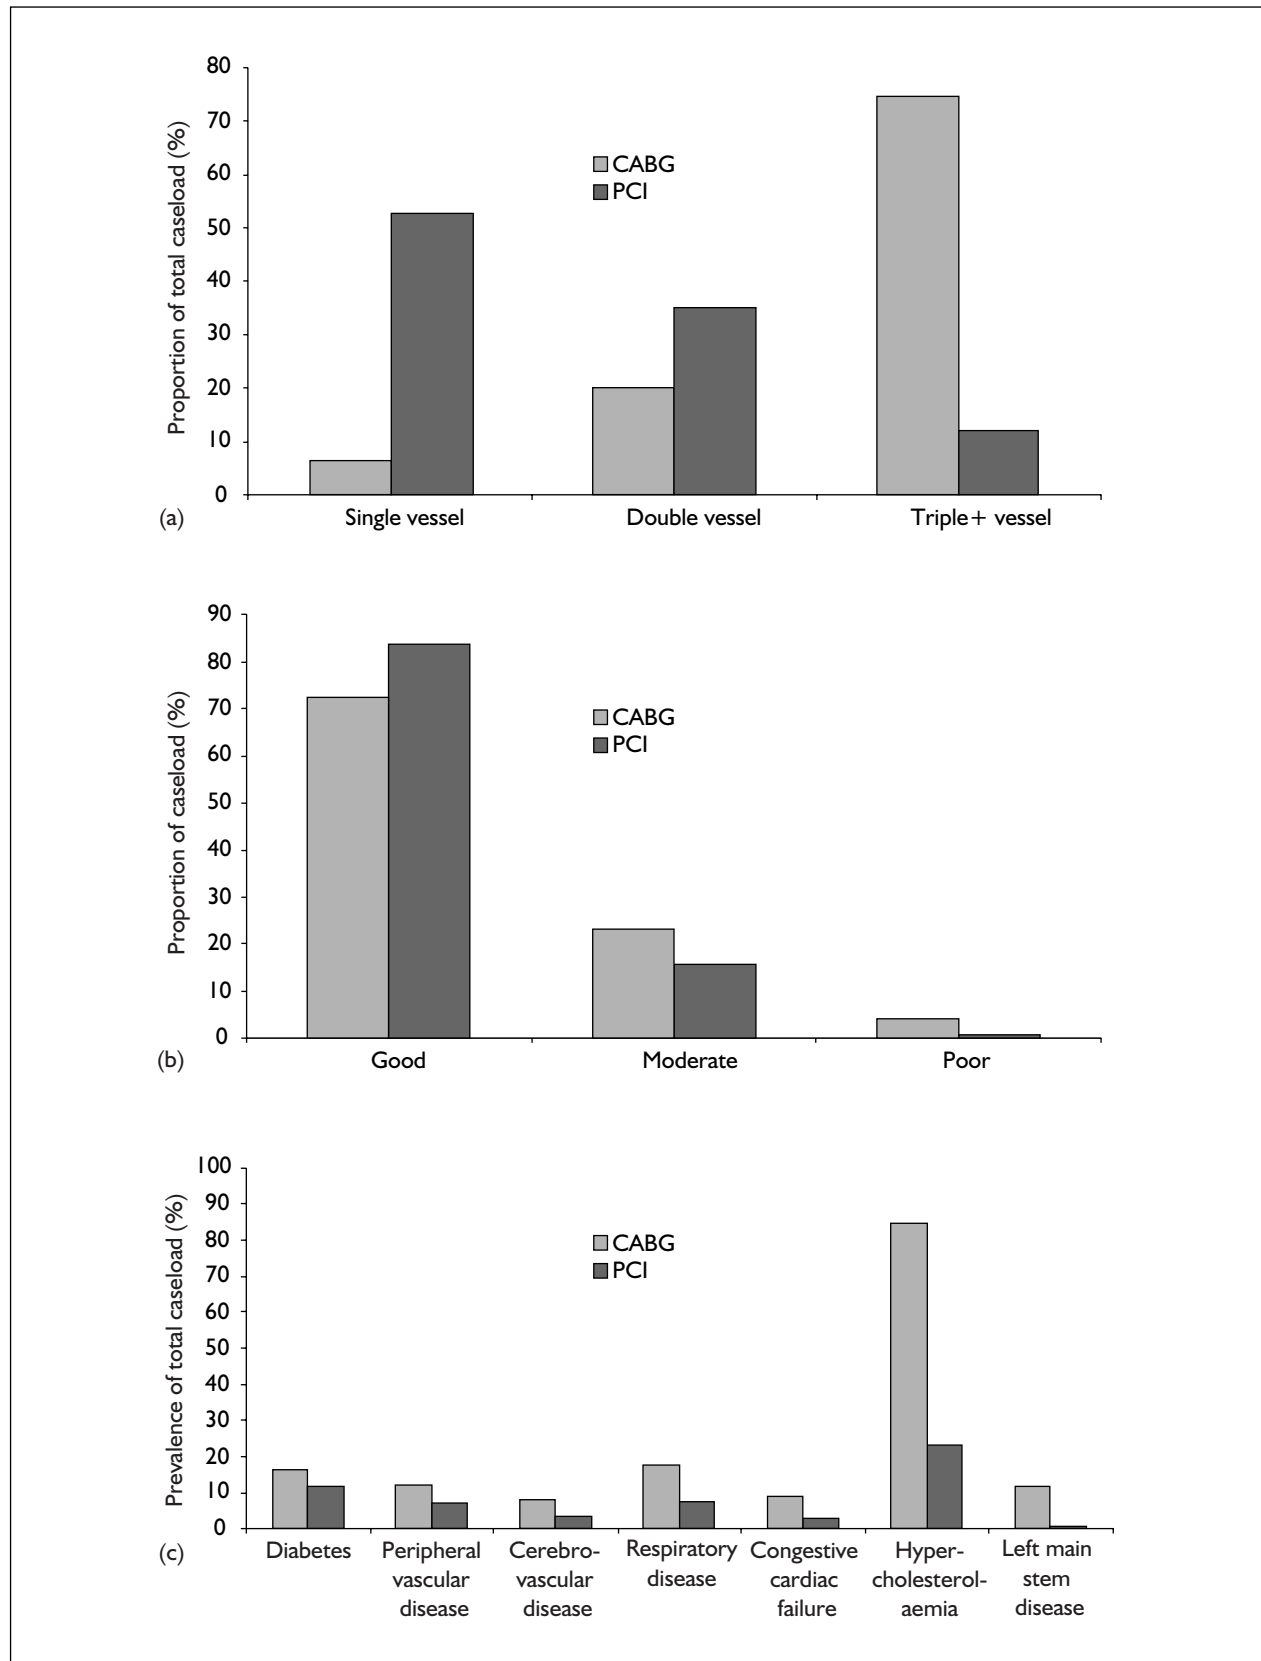 Proportion of total caseload (%)
80
70
60
50
40
30
20
10
0
CABG
PCI
(a)
Single vessel
Double vessel
Triple+ vessel
Proportion of caseload (%)
90
80
70
60
50
40
30
20
10
0
CABG
PCI
(b)
Good
Moderate
Poor
Prevalence of total caseload (%)
100
90
80
70
60
50
40
30
20
10
0
CABG
PCI
(c)
Diabetes
Peripheral
vascular
disease
Cerebro-
vascular
disease
Respiratory
disease
Congestive
cardiac
failure
Hyper-
cholesterol-
aemia
Left main
stem
disease